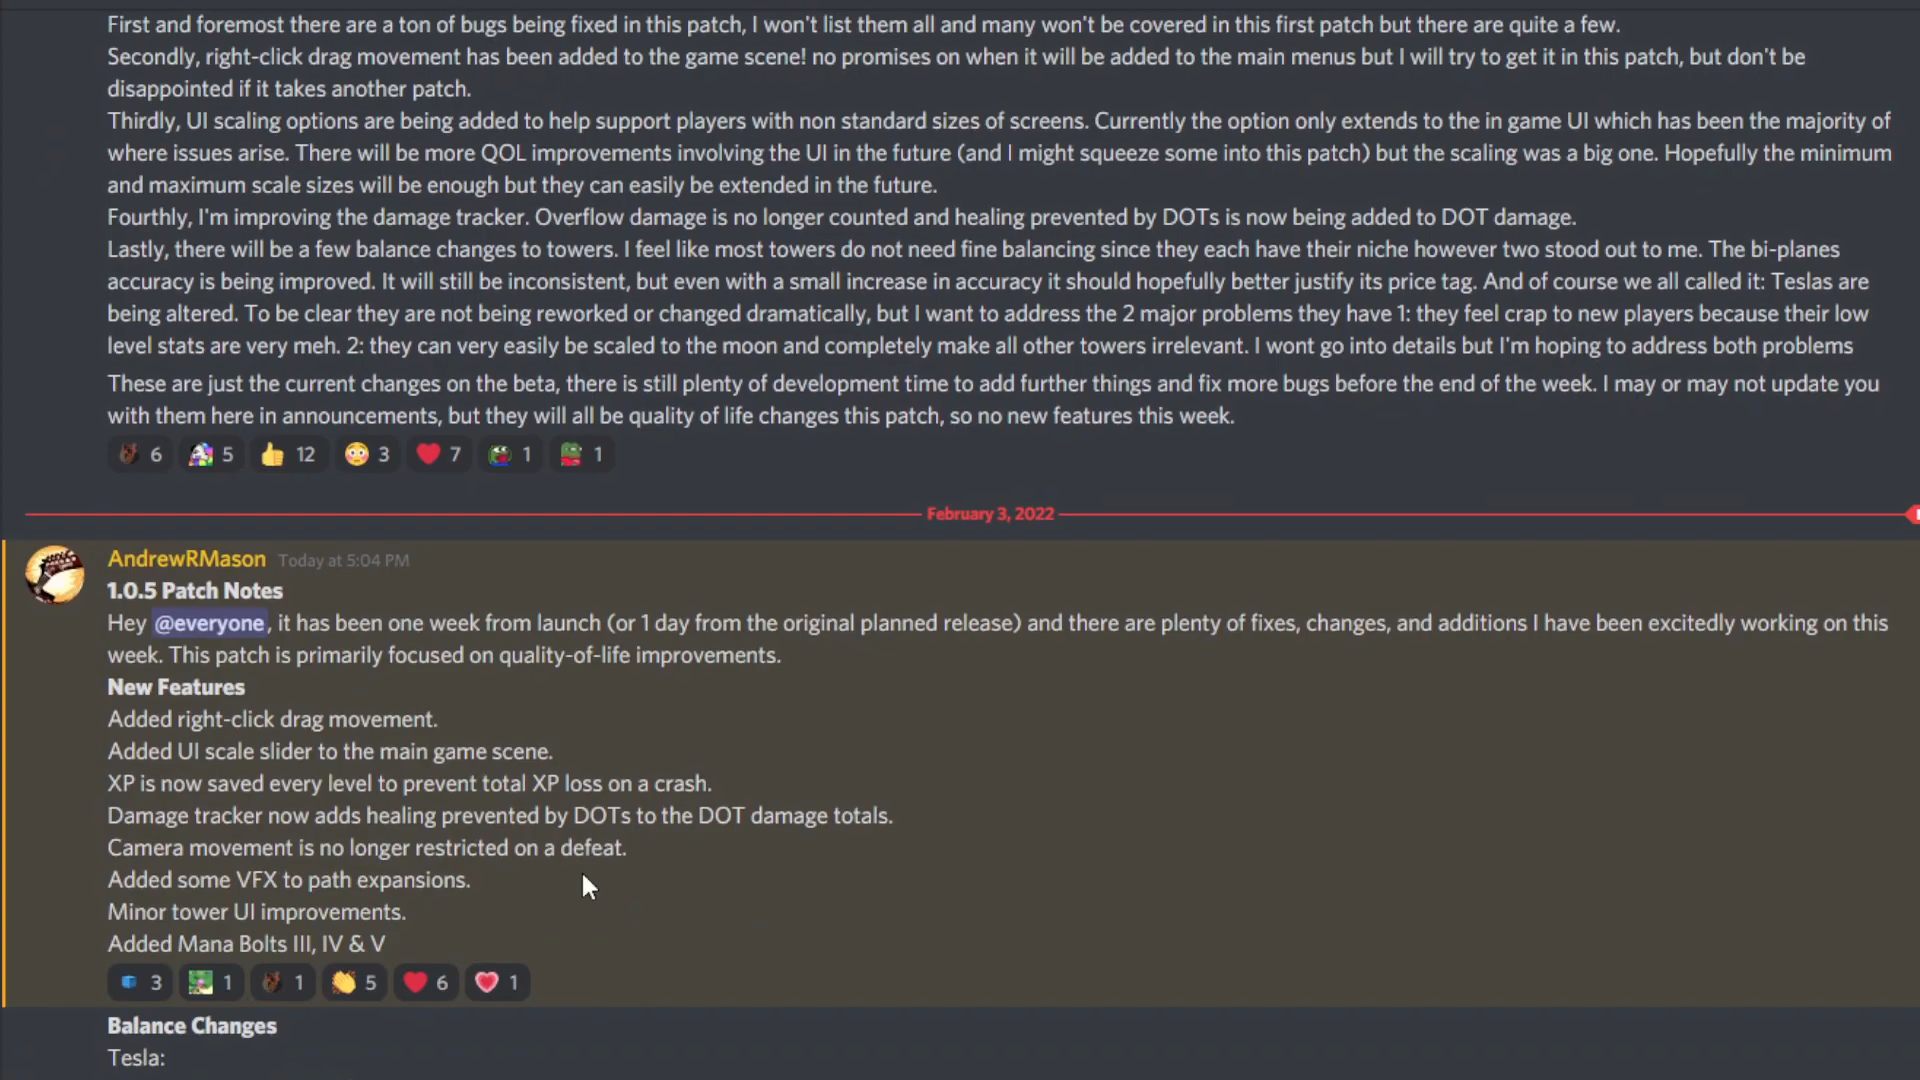 First and foremost there are a ton of bugs being fixed in this patch, I won't list them all and many won't be covered in this first patch but there are quite a few.
Secondly, right-click drag movement has been added to the game scene! no promises on when it will be added to the main menus but I will try to get it in this patch, but don't be
disappointed if it takes another patch.
Thirdly, UI scaling options are being added to help support players with non standard sizes of screens. Currently the option only extends to the in game UI which has been the majority of
where issues arise. There will be more QOL improvements involving the UI in the future (and I might squeeze some into this patch) but the scaling was a big one. Hopefully the minimum
and maximum scale sizes will be enough but they can easily be extended in the future.
Fourthly, I'm improving the damage tracker. Overflow damage is no longer counted and healing prevented by DOTs is now being added to DOT damage.
Lastly, there will be a few balance changes to towers. I feel like most towers do not need fine balancing since they each have their niche however two stood out to me. The bi-planes
accuracy is being improved. It will still be inconsistent, but even with a small increase in accuracy it should hopefully better justify its price tag. And of course we all called it: Teslas are
being altered. To be clear they are not being reworked or changed dramatically, but I want to address the 2 major problems they have 1: they feel crap to new players because their low
level stats are very meh. 2: they can very easily be scaled to the moon and completely make all other towers irrelevant. I wont go into details but I'm hoping to address both problems
These are just the current changes on the beta, there is still plenty of development time to add further things and fix more bugs before the end of the week. I may or may not update you
with them here in announcements, but they will all be quality of life changes this patch, so no new features this week.
6 5 12 3 7 1 1
February 3, 2022
AndrewRMason Today at 5:04 PM
1.0.5 Patch Notes
Hey @everyone, it has been one week from launch (or 1 day from the original planned release) and there are plenty of fixes, changes, and additions I have been excitedly working on this
week. This patch is primarily focused on quality-of-life improvements.
New Features
Added right-click drag movement.
Added UI scale slider to the main game scene.
XP is now saved every level to prevent total XP loss on a crash.
Damage tracker now adds healing prevented by DOTs to the DOT damage totals.
Camera movement is no longer restricted on a defeat.
Added some VFX to path expansions.
Minor tower UI improvements.
Added Mana Bolts III, IV & V
3 1 1 5 6 1
Balance Changes
Tesla: